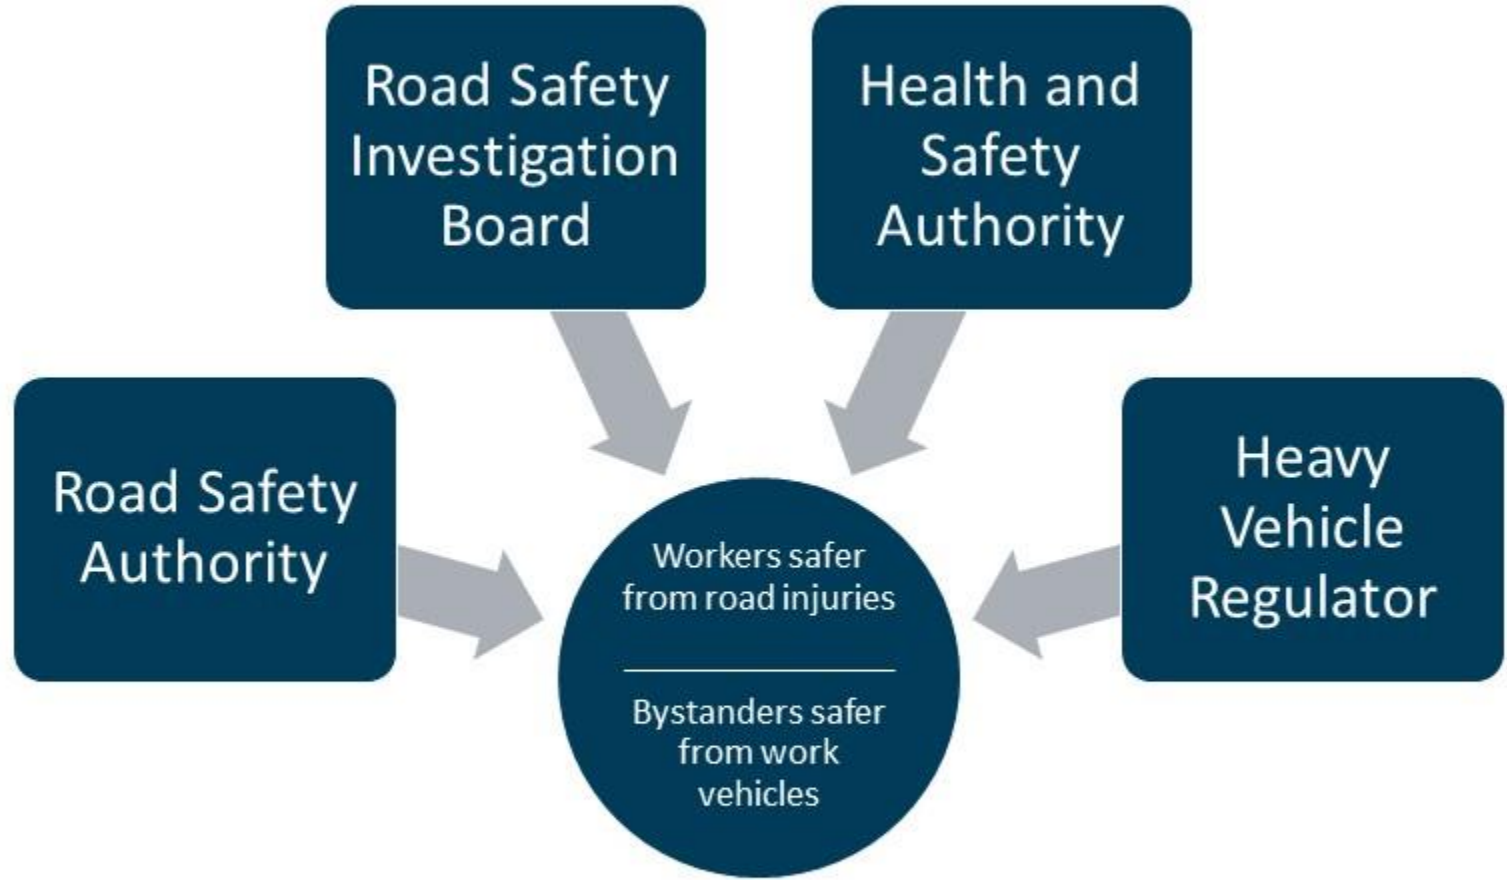 Road Safety
Investigation
Board
Health and
Safety
Authority
Road Safety
Authority
Heavy
Vehicle
Regulator
Workers safer
from road injuries
Bystanders safer
from work
vehicles